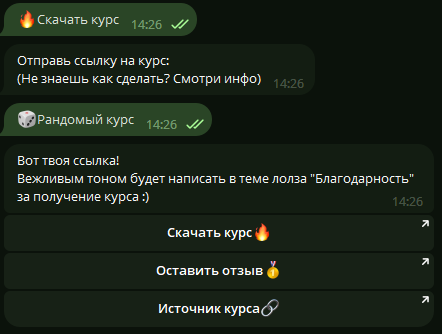 🔥Скачать курс 14:26
Отправь ссылку на курс:
(Не знаешь как сделать? Смотри инфо) 14:26
🎲Рандомый курс 14:26
Вот твоя ссылка!
Вежливым тоном будет написать в теме лолза "Благодарность"
за получение курса :) 14:26
Скачать курс🔥
Оставить отзыв🥇
Источник курса🔗